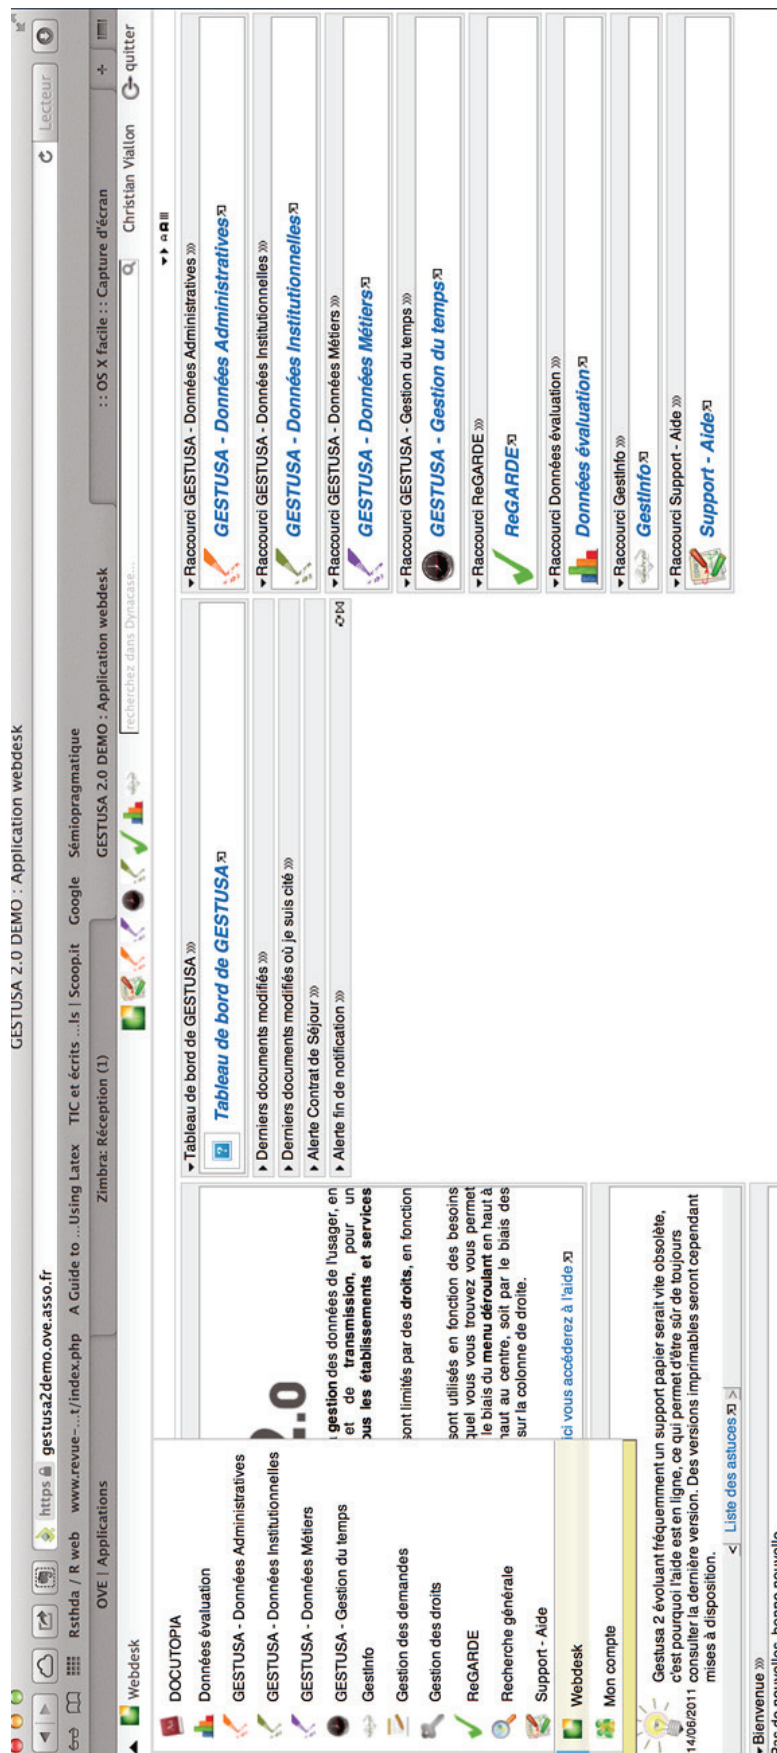 GESTUSA 2.0 DEMO : Application webdesk
https gestusa2demo.ove.asso.fr
Lecteur
Rsthda / R web www.revue-...t/index.php A Guide to ...Using Latex TIC et écrits ...ls | Scoop.it Google Sémiopragmatique
OVE | Applications
Zimbra: Réception (1)
GESTUSA 2.0 DEMO : Application webdesk
:: OS X facile :: Capture d'écran
Webdesk
recherchez dans Dynacase...
Christian Viallon
quitter
DOCUTOPIA
Données évaluation
GESTUSA - Données Administratives
GESTUSA - Données Institutionnelles
GESTUSA - Données Métiers
GESTUSA - Gestion du temps
GestInfo
Gestion des demandes
Gestion des droits
ReGARDE
Recherche générale
Support - Aide
Webdesk
Mon compte
2.0
gestion des données de l'usager, en
et de transmission, pour un
ous les établissements et services
sont limités par des droits, en fonction
sont utilisés en fonction des besoins
quel vous vous trouvez vous permet
le biais du menu déroulant en haut à
haut au centre, soit par le biais des
sur la colonne de droite.
ici vous accéderez à l'aide
Gestusa 2 évoluant fréquemment un support papier serait vite obsolète,
c'est pourquoi l'aide est en ligne, ce qui permet d'être sûr de toujours
14/06/2011 consulter la dernière version. Des versions imprimables seront cependant
mises à disposition.
< Liste des astuces >
Bienvenue >>>
Pas de nouvelles, bonne nouvelle
Tableau de bord de GESTUSA >>>
Tableau de bord de GESTUSA
Derniers documents modifiés >>>
Derniers documents modifiés où je suis cité >>>
Alerte Contrat de Séjour >>>
Alerte fin de notification >>>
Raccourci GESTUSA - Données Administratives >>>
GESTUSA - Données Administratives
Raccourci GESTUSA - Données Institutionnelles >>>
GESTUSA - Données Institutionnelles
Raccourci GESTUSA - Données Métiers >>>
GESTUSA - Données Métiers
Raccourci GESTUSA - Gestion du temps >>>
GESTUSA - Gestion du temps
Raccourci ReGARDE >>>
ReGARDE
Raccourci Données évaluation >>>
Données évaluation
Raccourci GestInfo >>>
GestInfo
Raccourci Support - Aide >>>
Support - Aide